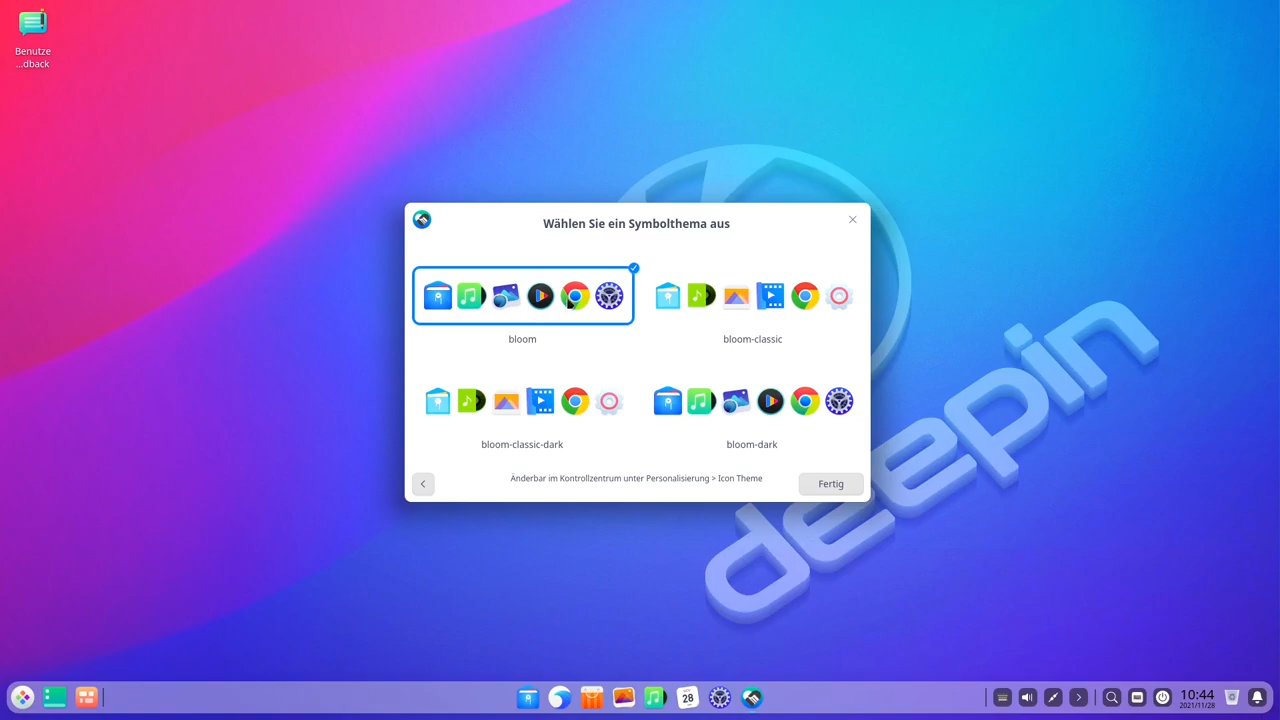 Benutze
...dback
Wählen Sie ein Symbolthema aus
bloom
bloom-classic
bloom-classic-dark
bloom-dark
Änderbar im Kontrollzentrum unter Personalisierung > Icon Theme
Fertig
deepin
28
10:44
2021/11/28